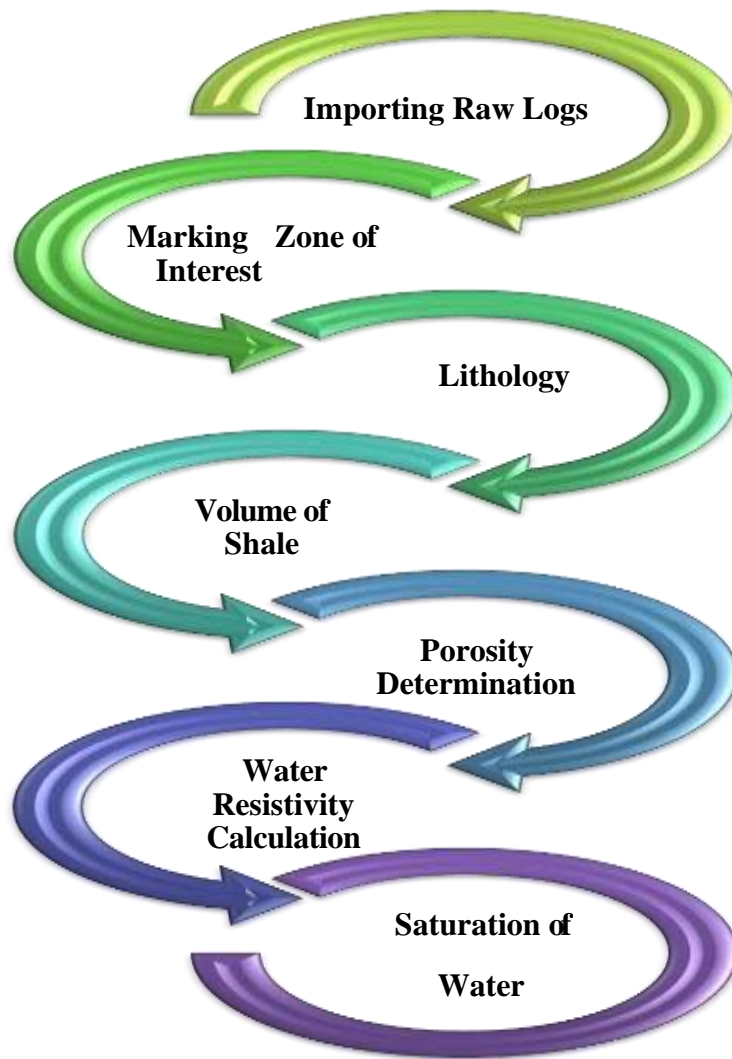 Importing Raw Logs
Marking Zone of
Interest
Lithology
Volume of
Shale
Porosity
Determination
Water
Resistivity
Calculation
Saturation of
Water